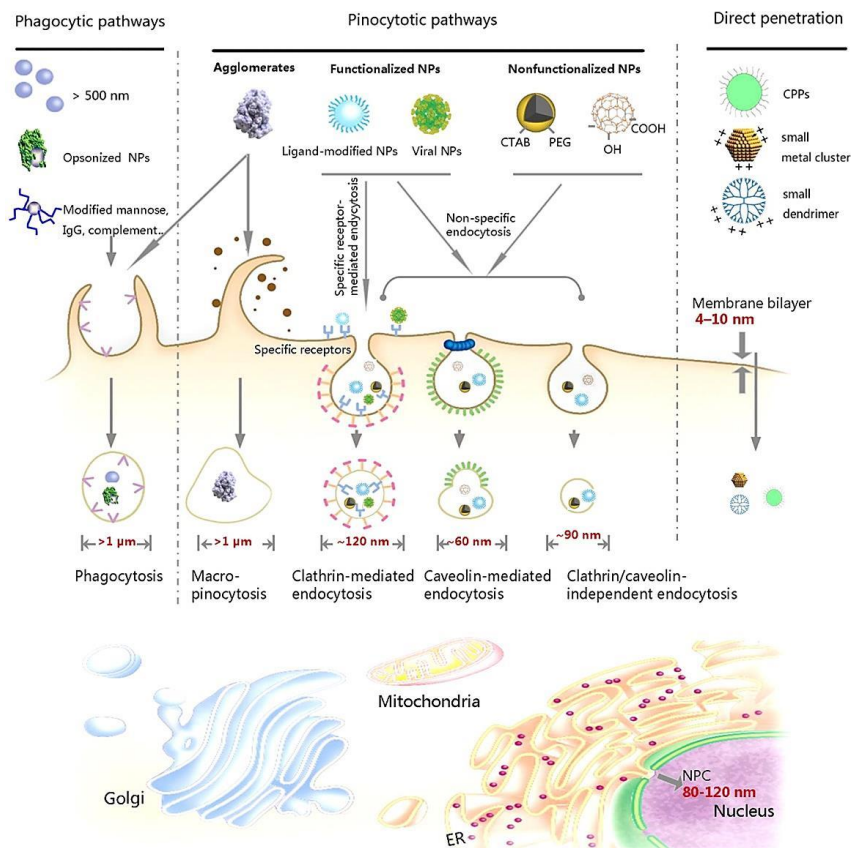 Phagocytic pathways
Pinocytotic pathways
Direct penetration
> 500 nm
Opsonized NPs
Modified mannose,
IgG, complement..
Agglomerates
Functionalized NPs
Nonfunctionalized NPs
Ligand-modified NPs
Viral NPs
CTAB
PEG
OH
COOH
CPPs
small
metal cluster
small
dendrimer
Specific receptor-
mediated endycytosis
Non-specific
endocytosis
Specific receptors
Membrane bilayer
4–10 nm
>1 μm
>1 μm
~120 nm
~60 nm
~90 nm
Phagocytosis
Macro-
pinocytosis
Clathrin-mediated
endocytosis
Caveolin-mediated
endocytosis
Clathrin/caveolin-
independent endocytosis
Mitochondria
Golgi
ER
NPC
80-120 nm
Nucleus